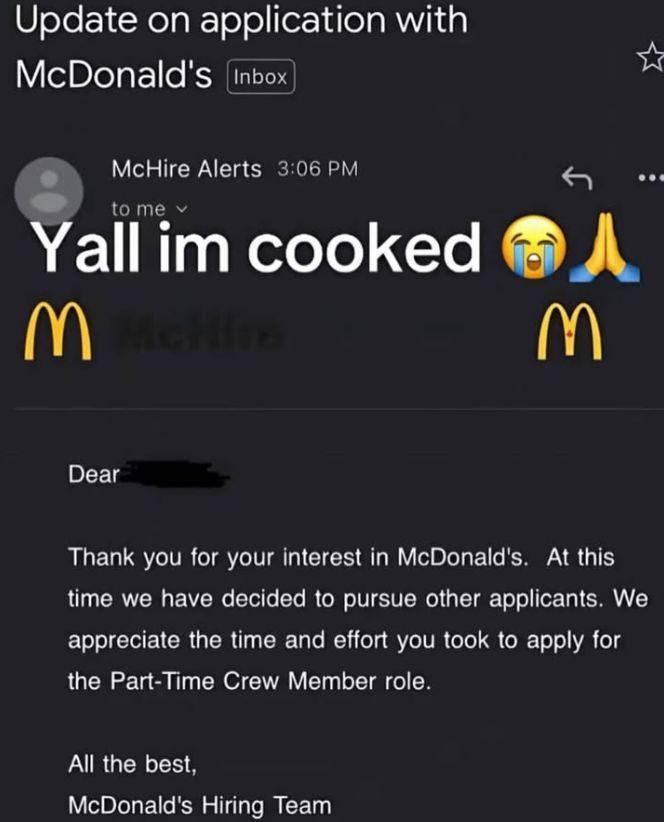 Update on application with
McDonald's Inbox
McHire Alerts 3:06 PM
to me
Yall im cooked 😭🙏
McHire
Dear
Thank you for your interest in McDonald's. At this
time we have decided to pursue other applicants. We
appreciate the time and effort you took to apply for
the Part-Time Crew Member role.
All the best,
McDonald's Hiring Team